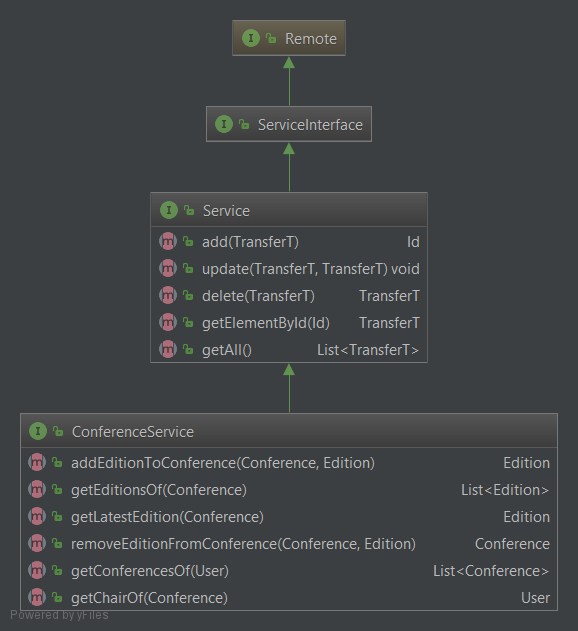 I Remote
I ServiceInterface
I Service
m add(TransferT) Id
m update(TransferT, TransferT) void
m delete(TransferT) TransferT
m getElementById(Id) TransferT
m getAll() List<TransferT>
I ConferenceService
m addEditionToConference(Conference, Edition) Edition
m getEditionsOf(Conference) List<Edition>
m getLatestEdition(Conference) Edition
m removeEditionFromConference(Conference, Edition) Conference
m getConferencesOf(User) List<Conference>
m getChairOf(Conference) User
Powered by yFiles